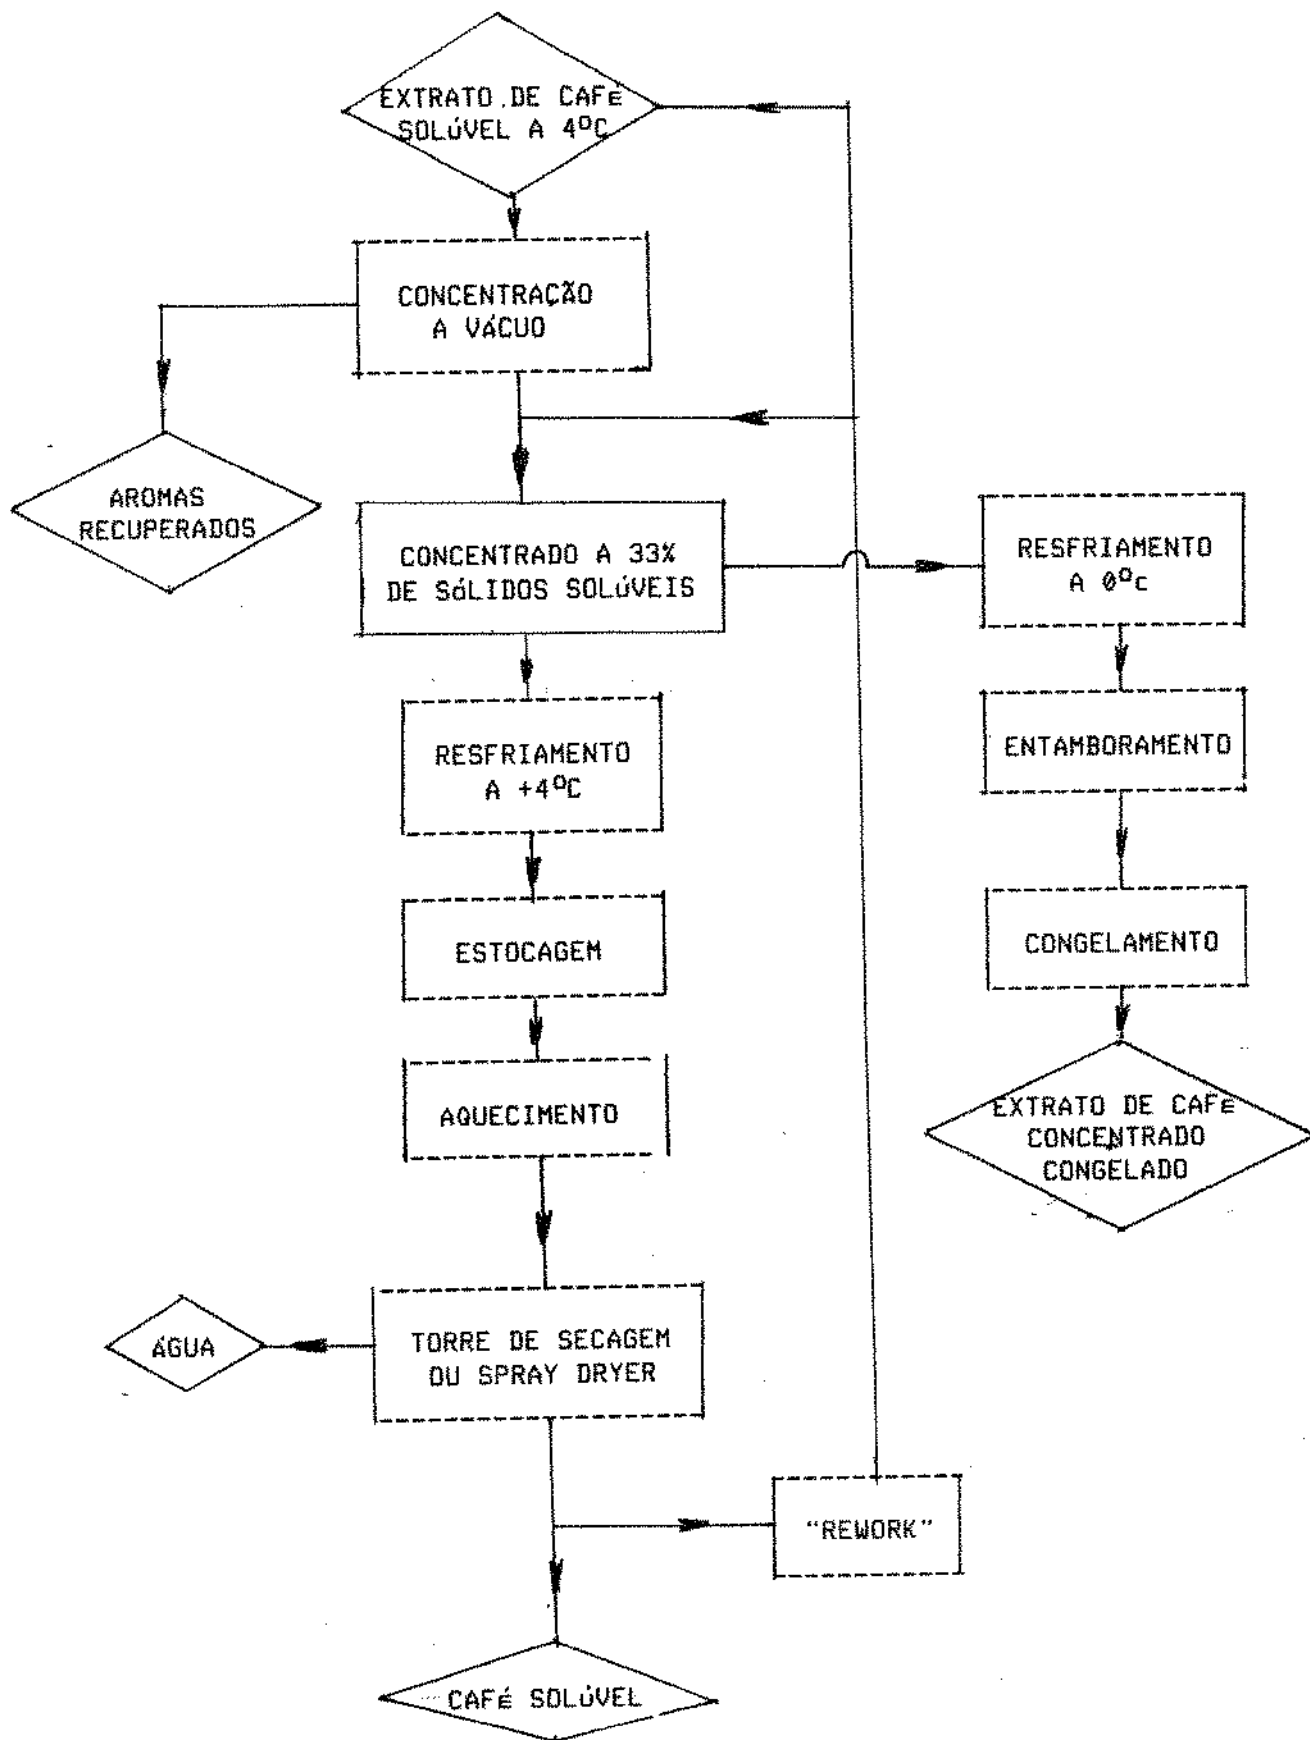 EXTRATO DE CAFÉ
SOLÚVEL A 4ºC
CONCENTRAÇÃO
A VÁCUO
AROMAS
RECUPERADOS
CONCENTRADO A 33%
DE SÓLIDOS SOLÚVEIS
RESFRIAMENTO
A 0ºC
RESFRIAMENTO
A +4ºC
ENTAMBORAMENTO
ESTOCAGEM
CONGELAMENTO
AQUECIMENTO
EXTRATO DE CAFÉ
CONCENTRADO
CONGELADO
ÁGUA
TORRE DE SECAGEM
OU SPRAY DRYER
"REWORK"
CAFÉ SOLÚVEL